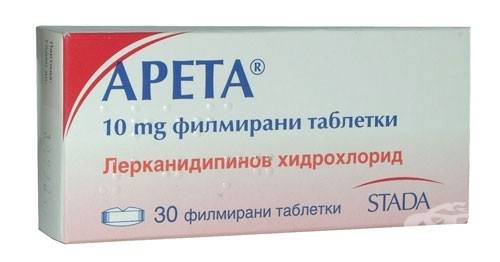 АРЕТА®
10 mg филмирани таблетки
Лерканидипинов хидрохлорид
30 филмирани таблетки
STADA